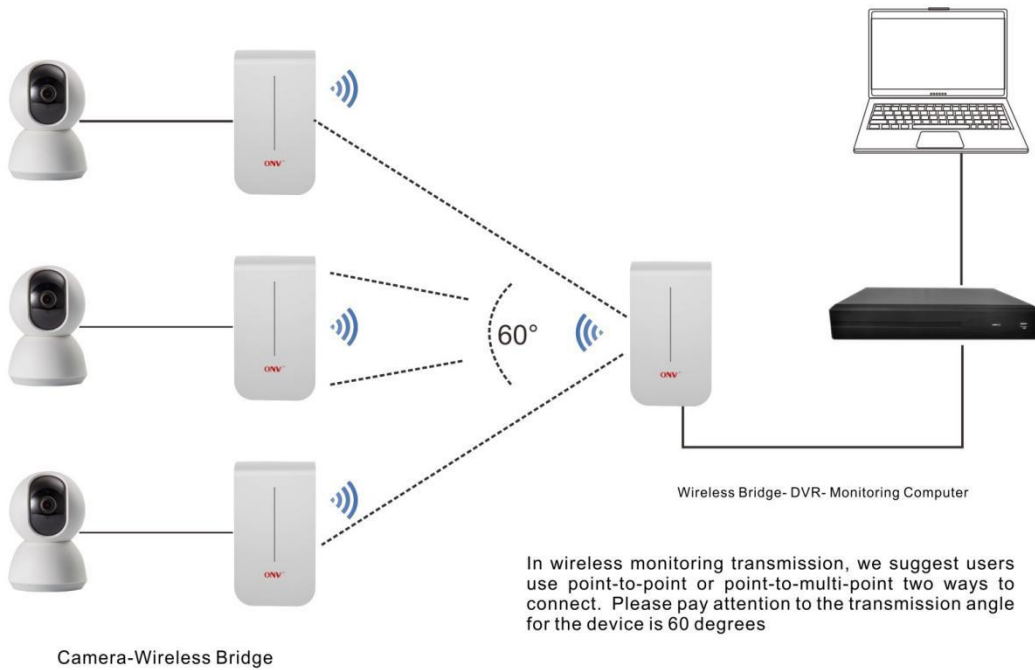 ONV
ONV
60°
ONV
ONV
Wireless Bridge- DVR- Monitoring Computer
In wireless monitoring transmission, we suggest users
use point-to-point or point-to-multi-point two ways to
connect. Please pay attention to the transmission angle
for the device is 60 degrees
Camera-Wireless Bridge